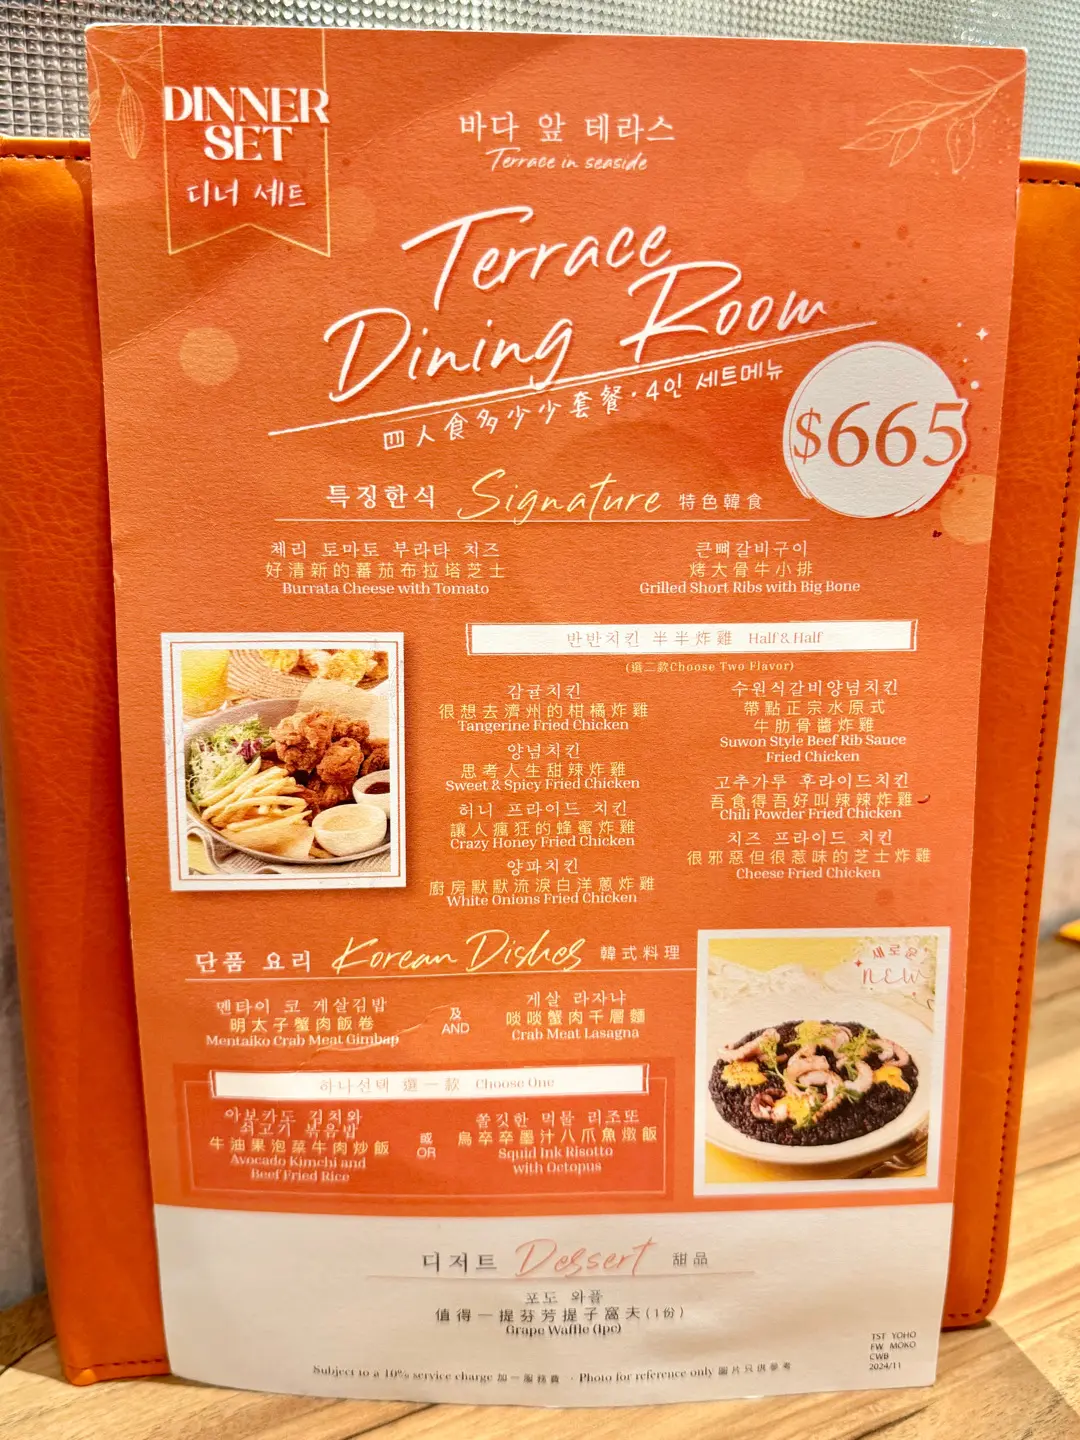 DINNER
SET
디너 세트
바다 앞 테라스
Terrace in seaside
Terrace
Dining Room
四人食多少少套餐·4인 세트메뉴
$665
특징한식 Signature 特色韓食
체리 토마토 부라타 치즈
好清新的蕃茄布拉塔芝士
Burrata Cheese with Tomato
큰뼈갈비구이
烤大骨牛小排
Grilled Short Ribs with Big Bone
반반치킨 半半炸雞 Half & Half
(選二款Choose Two Flavor)
감귤치킨
很想去濟州的柑橘炸雞
Tangerine Fried Chicken
양념치킨
思考人生甜辣炸雞
Sweet & Spicy Fried Chicken
허니 프라이드 치킨
讓人瘋狂的蜂蜜炸雞
Crazy Honey Fried Chicken
양파치킨
廚房默默流淚白洋蔥炸雞
White Onions Fried Chicken
수원식갈비양념치킨
帶點正宗水原式
牛肋骨醬炸雞
Suwon Style Beef Rib Sauce
Fried Chicken
고추가루 후라이드치킨
吾食得吾好叫辣辣炸雞
Chili Powder Fried Chicken
치즈 프라이드 치킨
很邪惡但很惹味的芝士炸雞
Cheese Fried Chicken
단품 요리 Korean Dishes 韓式料理
멘타이 코 게살김밥
明太子蟹肉飯卷
Mentaiko Crab Meat Gimbap
及
AND
게살 라자냐
啖啖蟹肉千層麵
Crab Meat Lasagna
새로운
NEW
하나선택 選一款 Choose One
아보카도 김치와
쇠고기 볶음밥
牛油果泡菜牛肉炒飯
Avocado Kimchi and
Beef Fried Rice
或
OR
쫄깃한 먹물 리조또
烏卒卒墨汁八爪魚燉飯
Squid Ink Risotto
with Octopus
디저트 Dessert 甜品
포도 와플
值得一提芬芳提子窩夫(1份)
Grape Waffle (1pc)
TST YOHO
FW MOKO
CWB
2024/11
Subject to a 10% service charge 加一服務費 · Photo for reference only 圖片只供參考